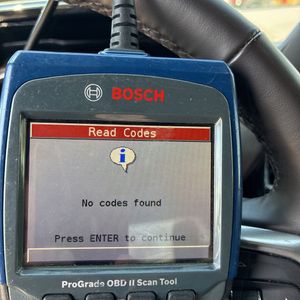 BOSCH
Read Codes
i
No codes found
Press ENTER to continue
ProGrade OBD II Scan Tool